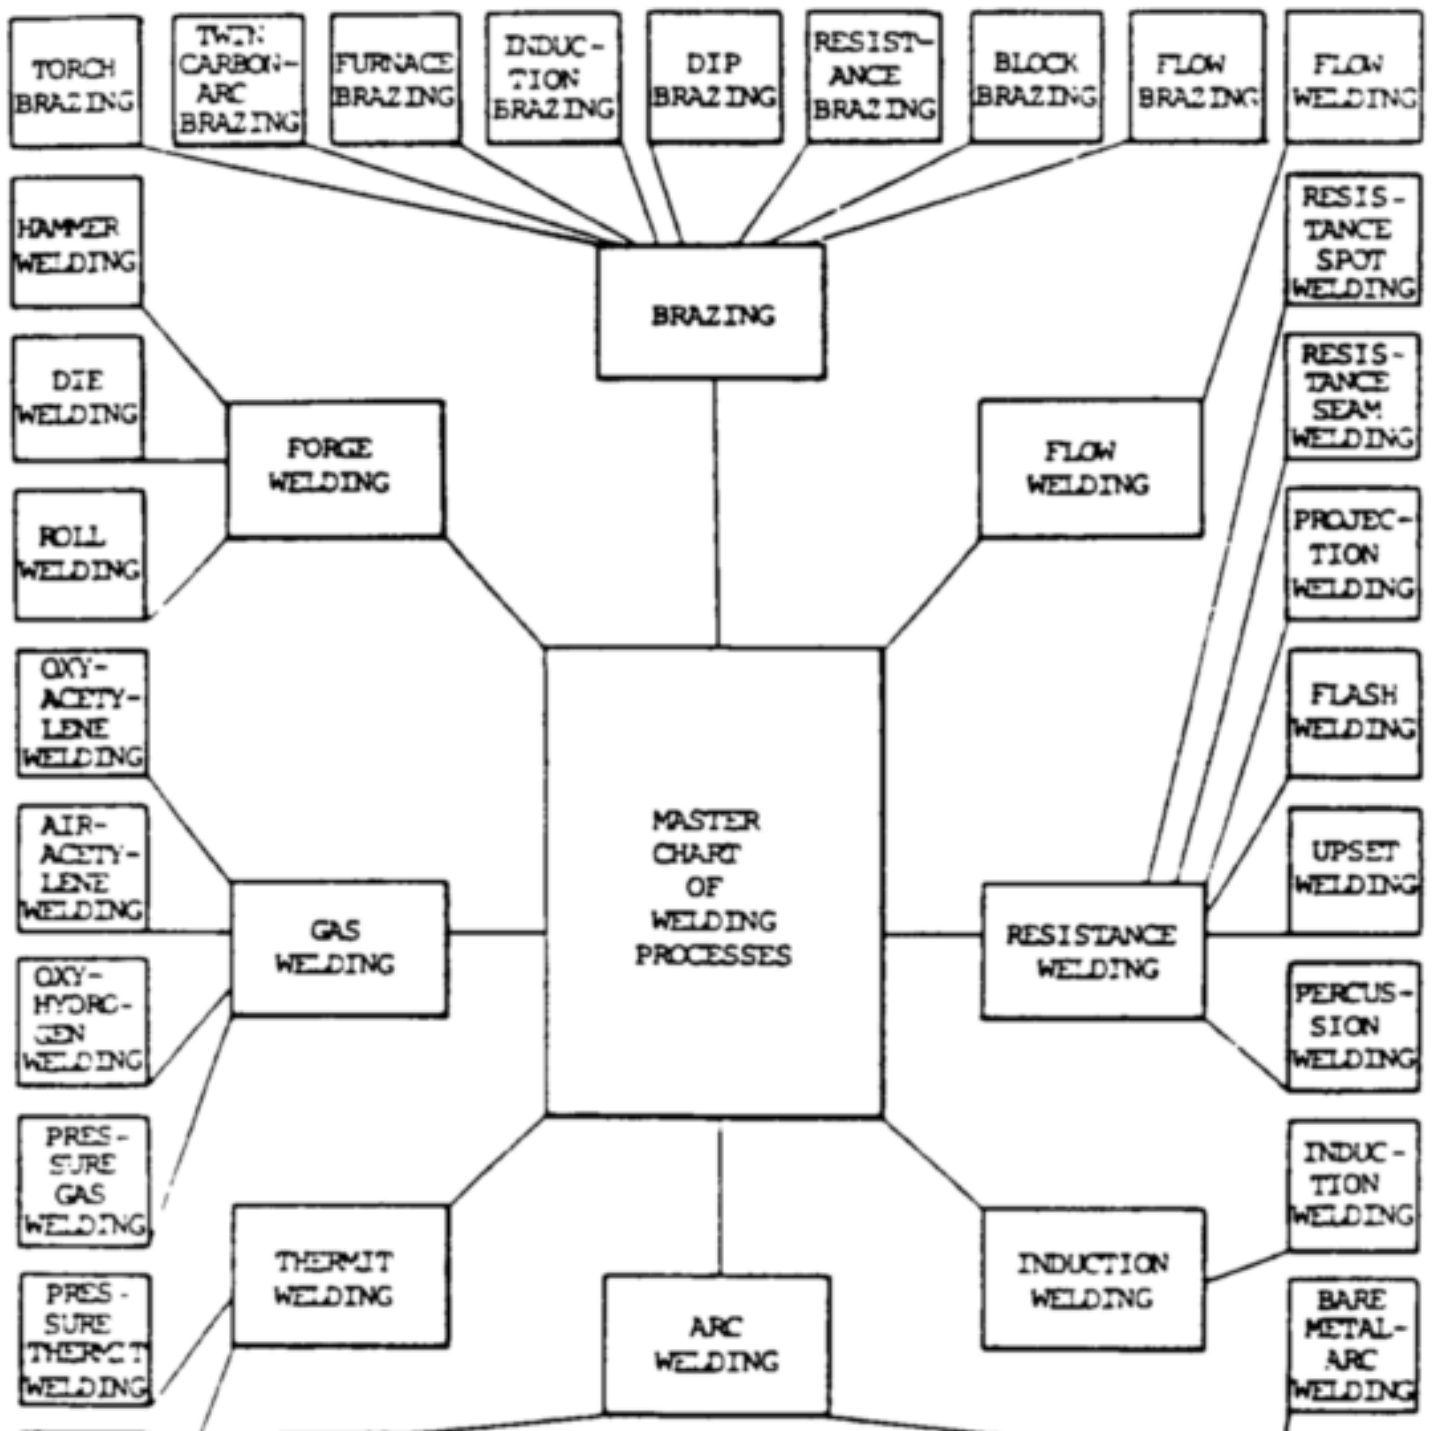 TORCH
BRAZING
TWIN
CARBON-
ARC
BRAZING
FURNACE
BRAZING
INDUC-
TION
BRAZING
DIP
BRAZING
RESIST-
ANCE
BRAZING
BLOCK
BRAZING
FLOW
BRAZING
FLOW
WELDING
HAMMER
WELDING
RESIS-
TANCE
SPOT
WELDING
BRAZING
DIE
WELDING
RESIS-
TANCE
SEAM
WELDING
FORGE
WELDING
FLOW
WELDING
ROLL
WELDING
PROJEC-
TION
WELDING
OXY-
ACETY-
LENE
WELDING
FLASH
WELDING
AIR-
ACETY-
LENE
WELDING
MASTER
CHART
OF
WELDING
PROCESSES
UPSET
WELDING
GAS
WELDING
RESISTANCE
WELDING
OXY-
HYDRO-
GEN
WELDING
PERCUS-
SION
WELDING
PRES-
SURE
GAS
WELDING
INDUC-
TION
WELDING
THERMIT
WELDING
INDUCTION
WELDING
PRES-
SURE
THERMIT
WELDING
ARC
WELDING
BARE
METAL-
ARC
WELDING